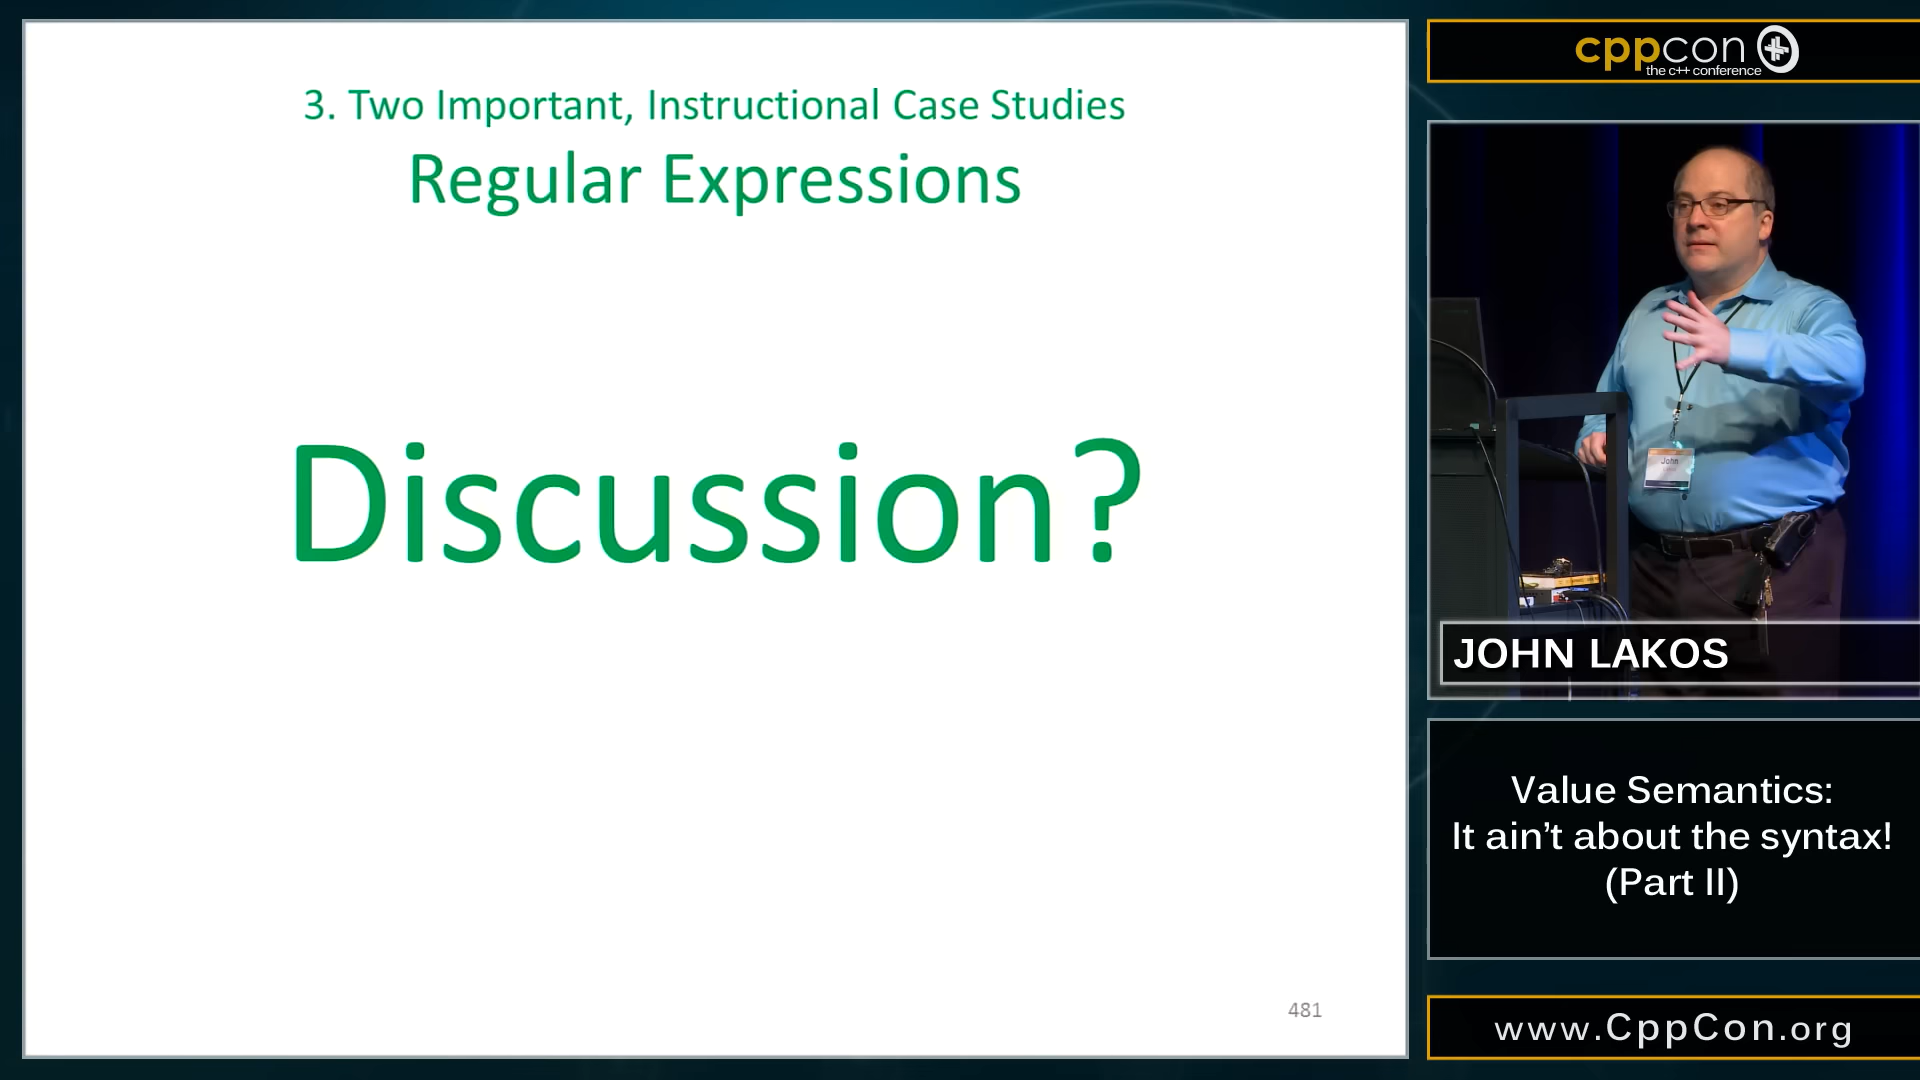 3. Two Important, Instructional Case Studies
Regular Expressions
Discussion?
481
cppcon
the c++ conference
John
JOHN LAKOS
Value Semantics:
It ain’t about the syntax!
(Part II)
www.CppCon.org